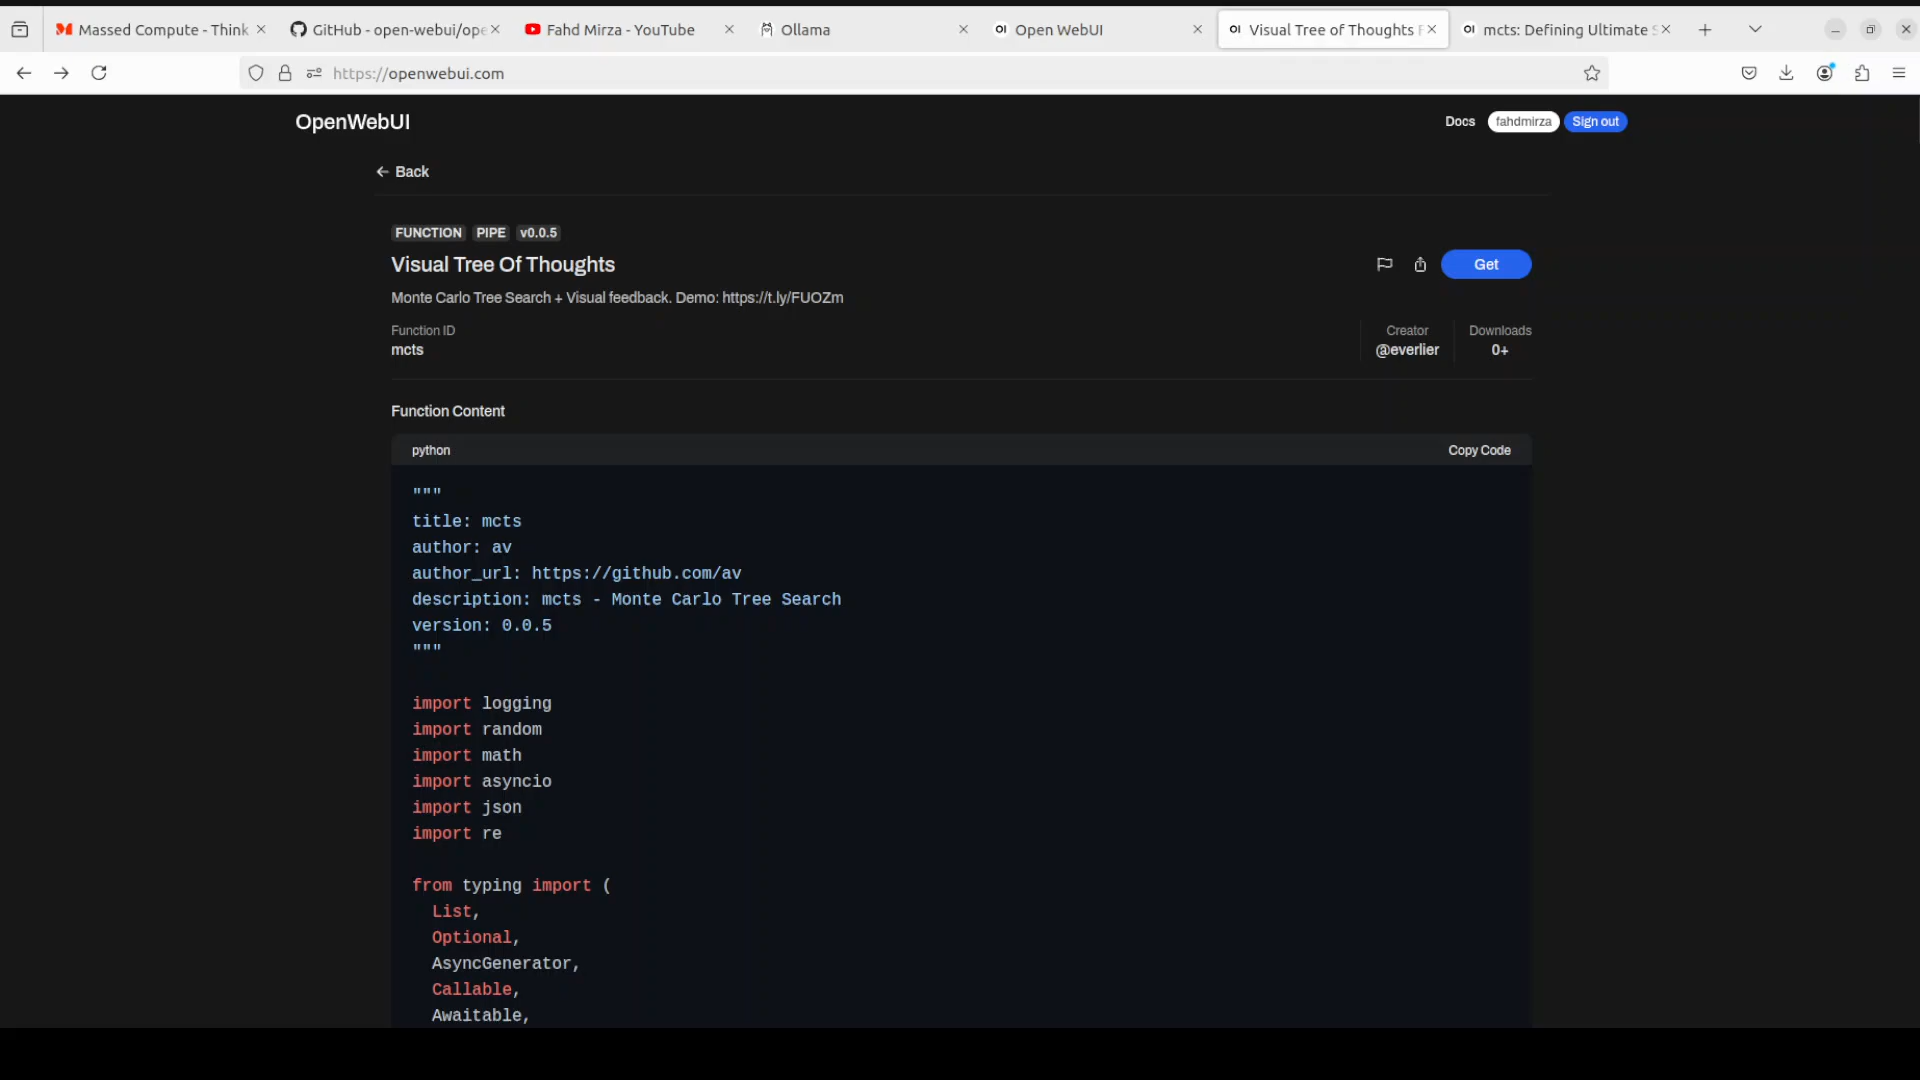 Massed Compute - Think
GitHub - open-webui/ope
Fahd Mirza - YouTube
Ollama
Open WebUI
Visual Tree of Thoughts F
mcts: Defining Ultimate S
https://openwebui.com
OpenWebUI
Docs
fahdmirza
Sign out
Back
FUNCTION PIPE v0.0.5
Visual Tree Of Thoughts
Get
Monte Carlo Tree Search + Visual feedback. Demo: https://t.ly/FUOZm
Function ID
mcts
Creator
@everlier
Downloads
0+
Function Content
python
Copy Code
"""
title: mcts
author: av
author_url: https://github.com/av
description: mcts - Monte Carlo Tree Search
version: 0.0.5
"""
import logging
import random
import math
import asyncio
import json
import re
from typing import (
List,
Optional,
AsyncGenerator,
Callable,
Awaitable,